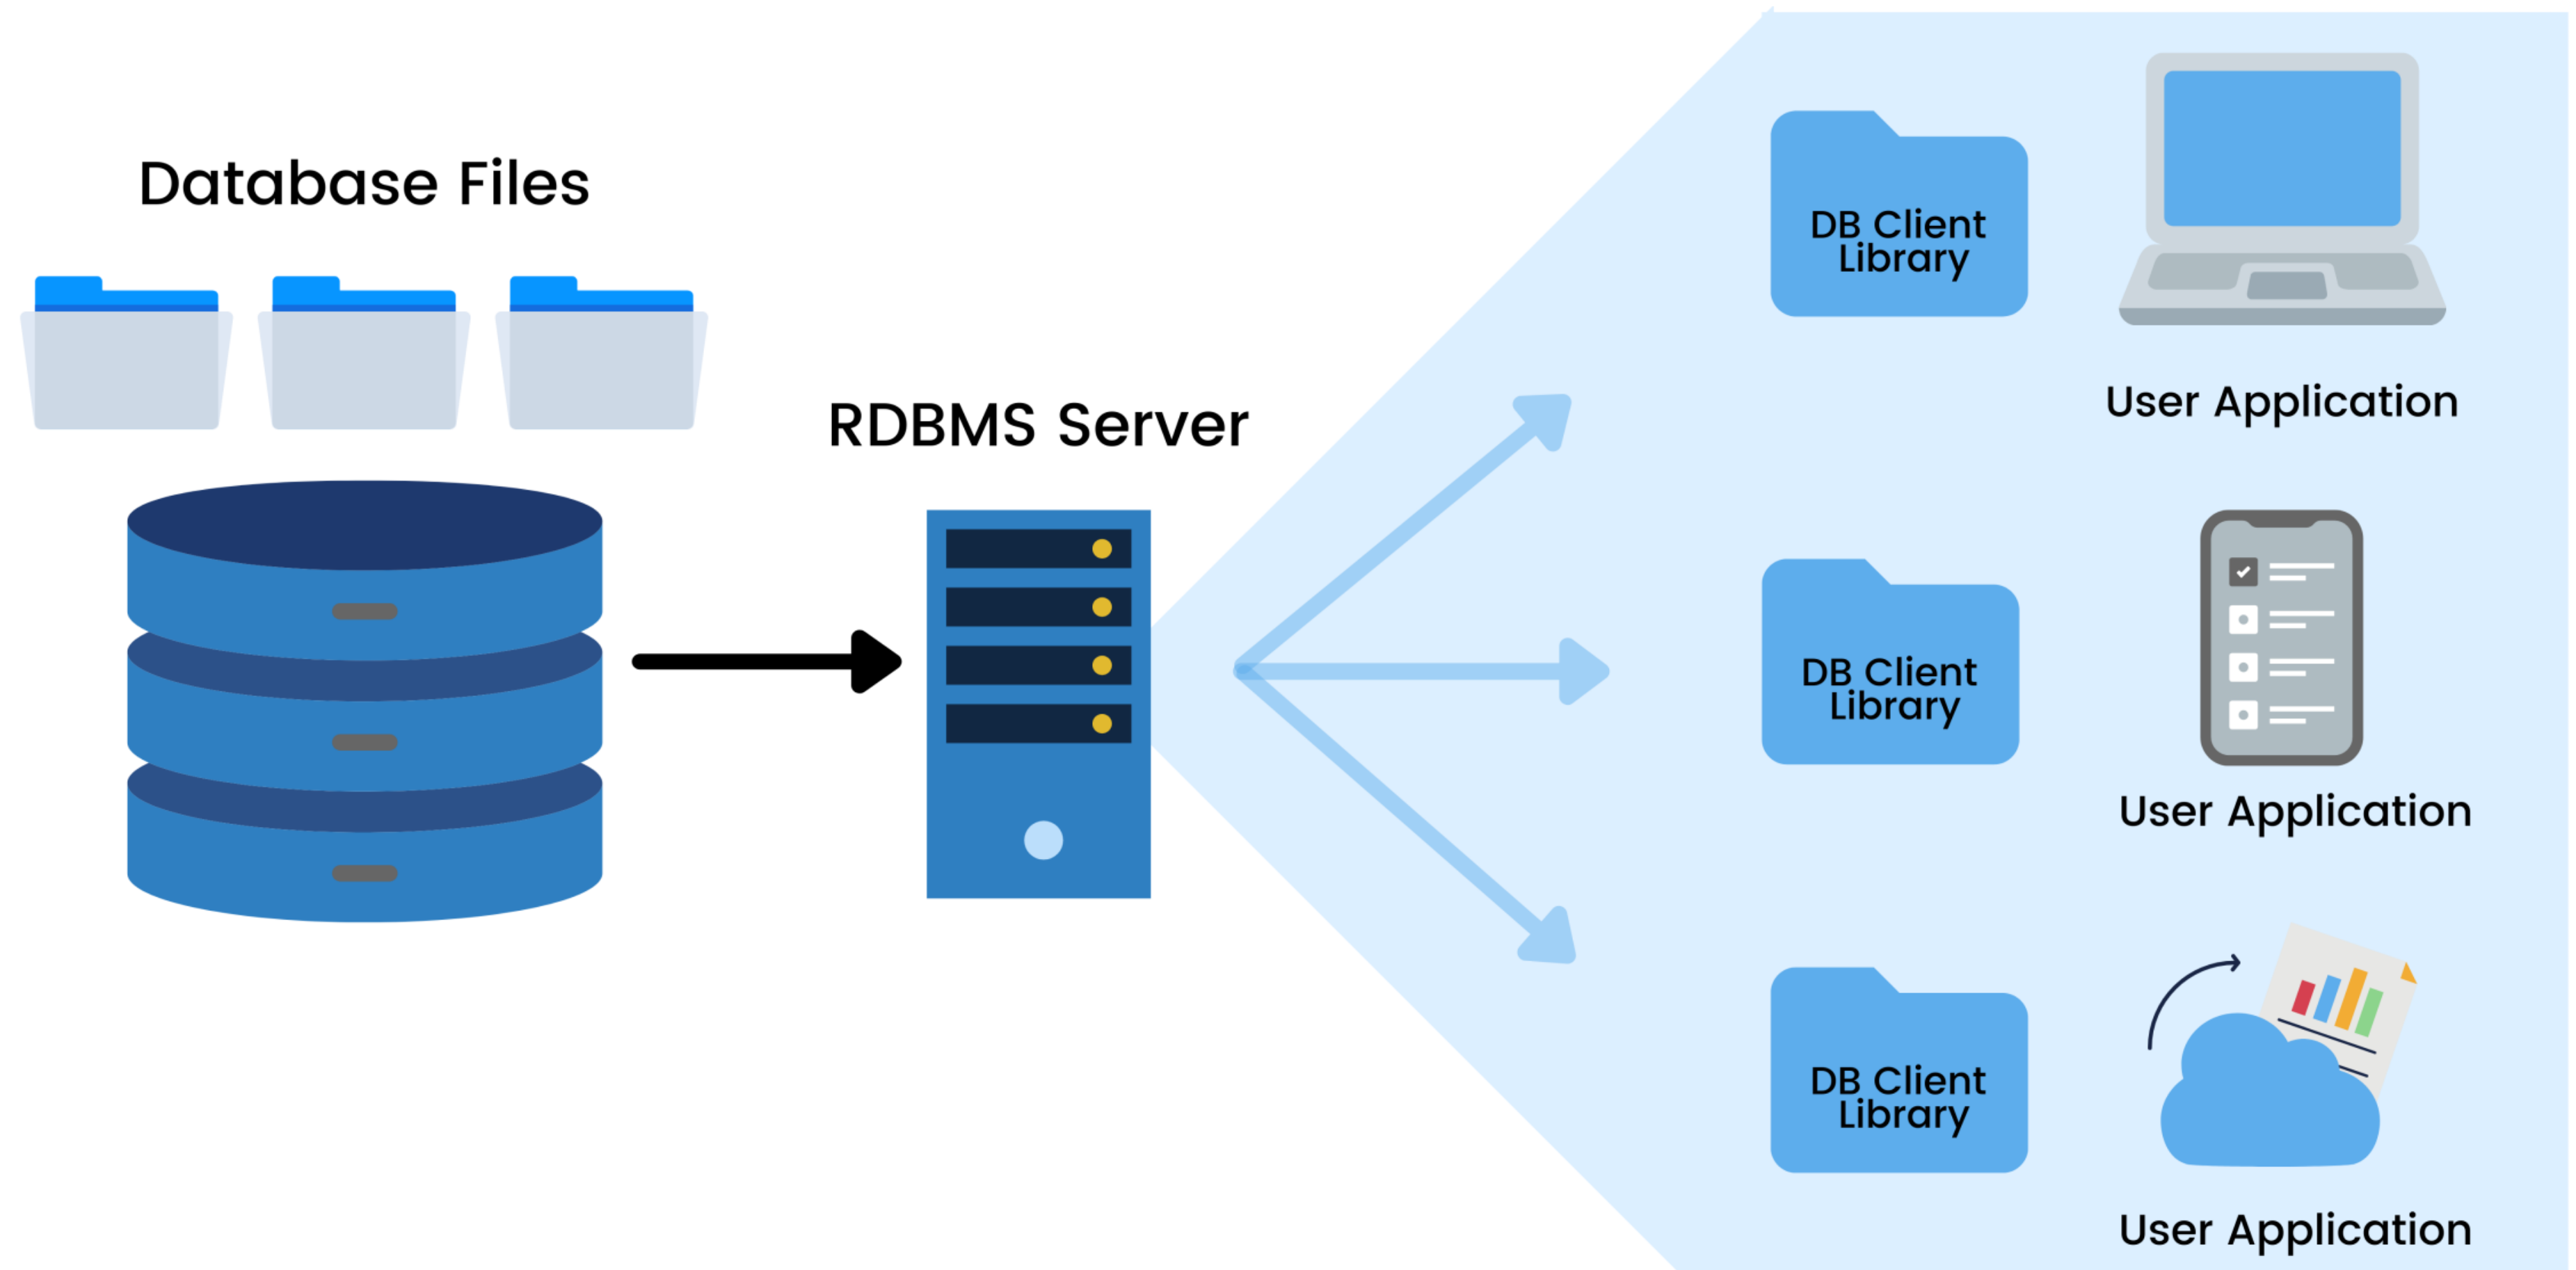 Database Files
RDBMS Server
DB Client
Library
User Application
DB Client
Library
User Application
DB Client
Library
User Application